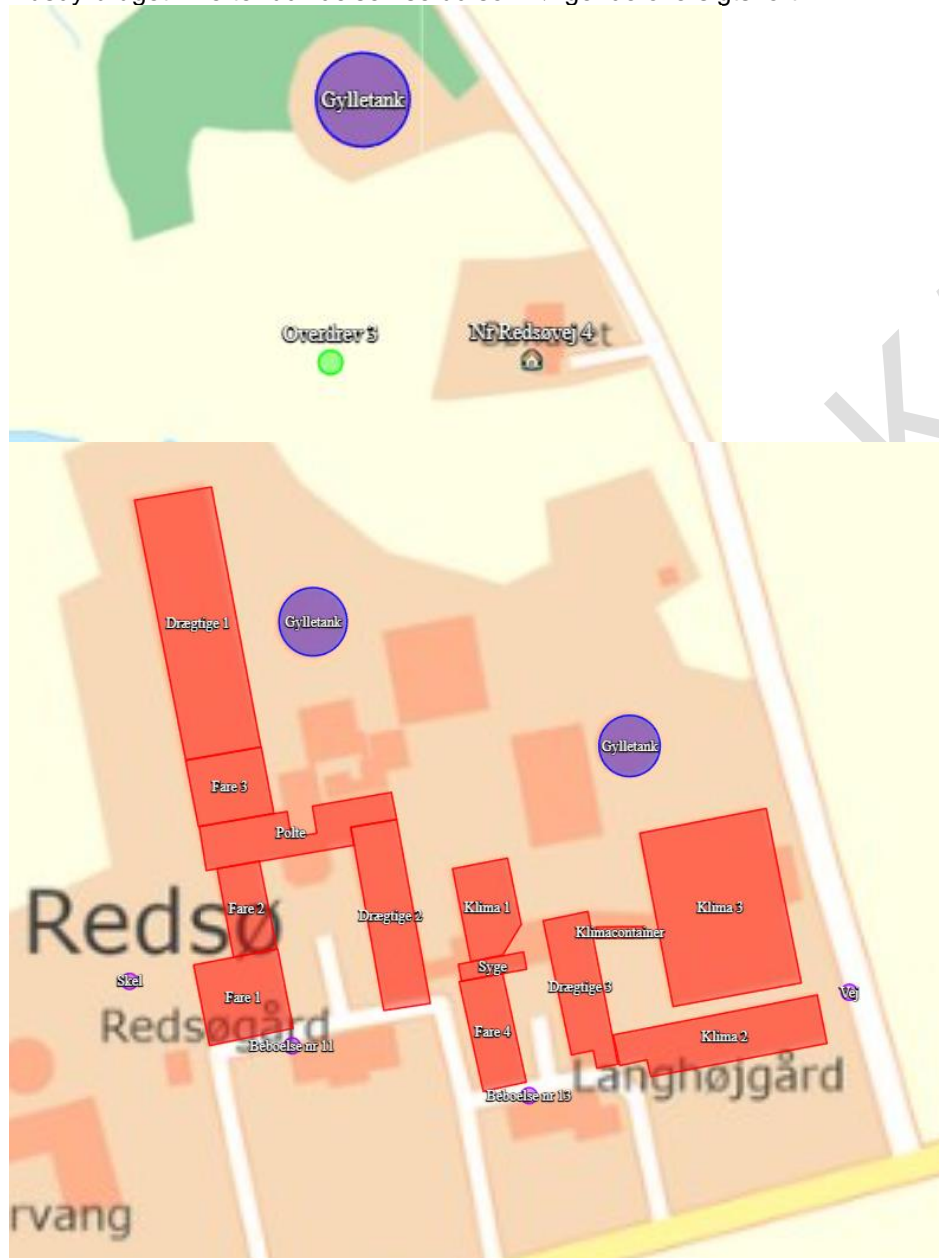 Gylletank
Overdrev 3
Nr Redsøvej 4
Drægtige 1
Gylletank
Gylletank
Fare 3
Polte
Redsø
Fare 2
Drægtige 2
Klima 1
Klima 3
Klimacontainer
Syge
Skel
Fare 1
Drægtige 3
Vej
Redsøgård
Fare 4
Klima 2
Beboelse nr 11
Langhøjgård
Beboelse nr 13
rvang
K